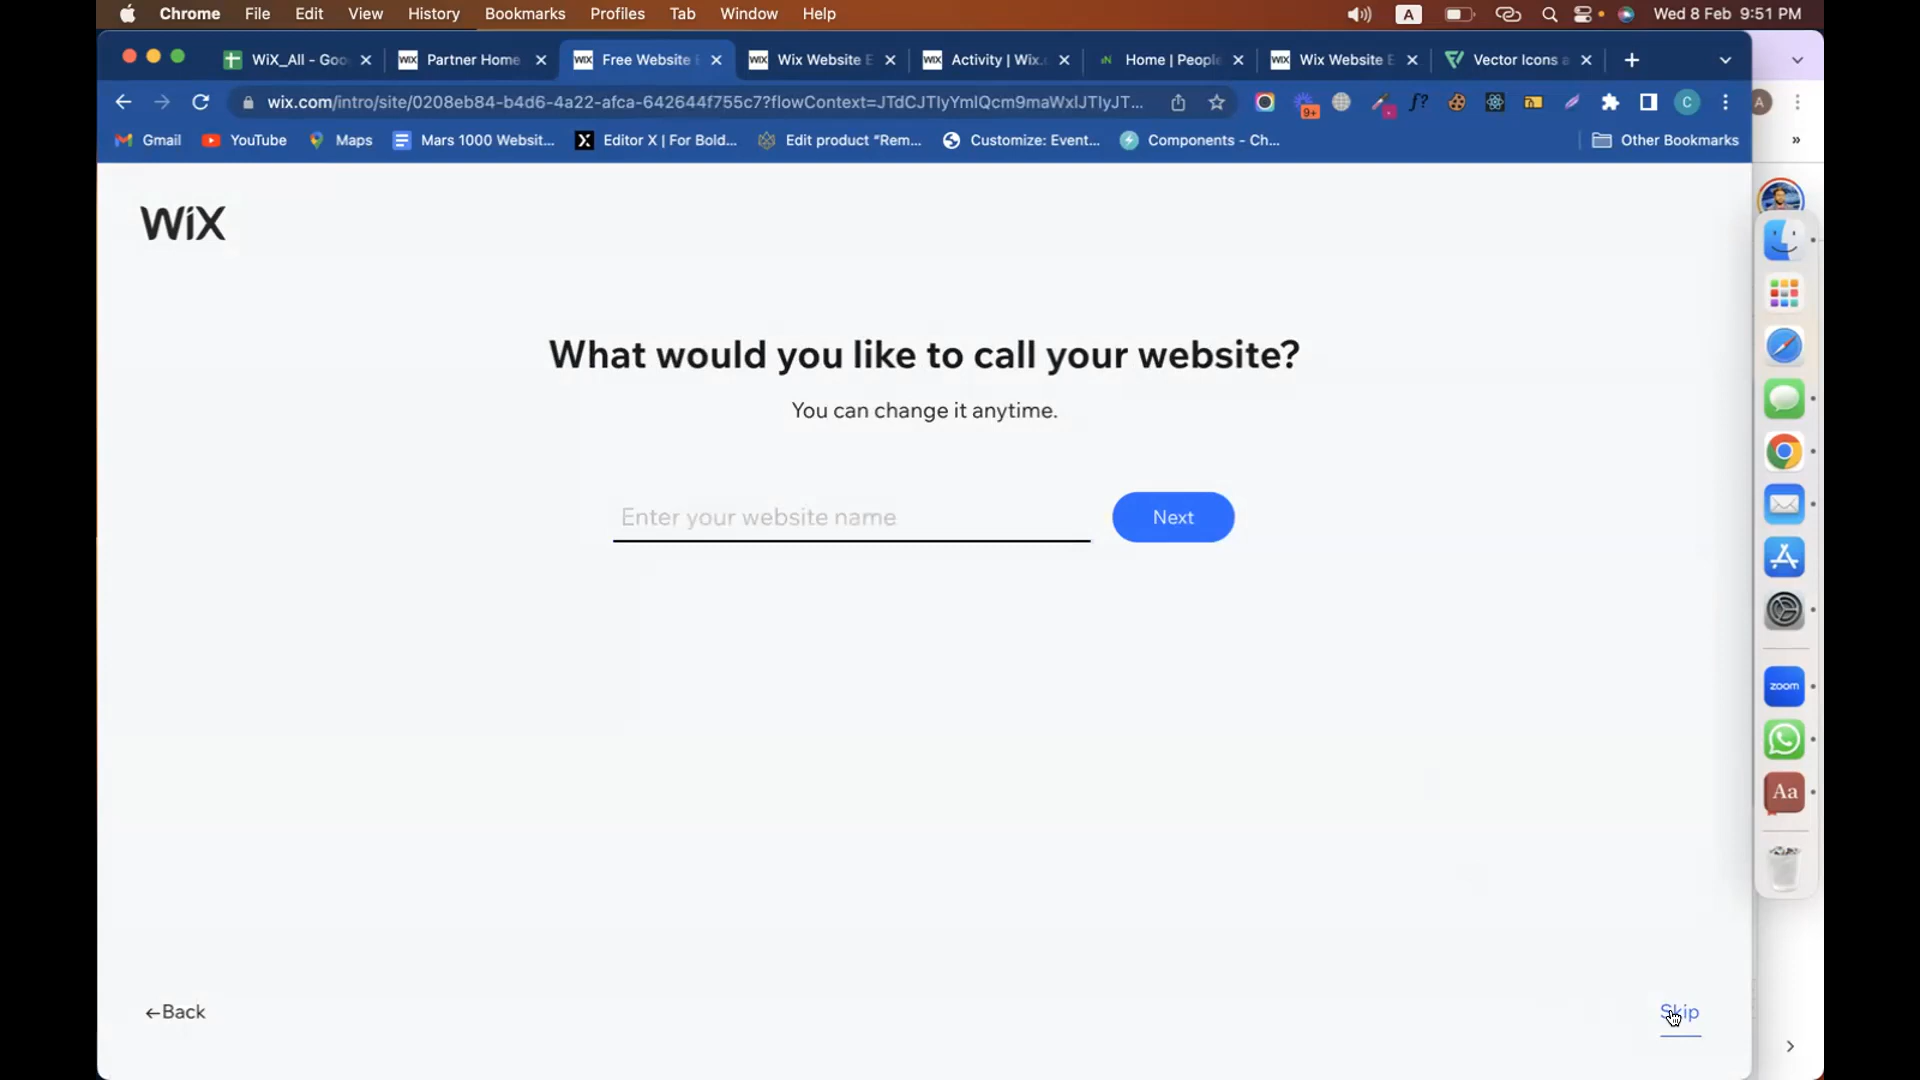 Chrome File Edit View History Bookmarks Profiles Tab Window Help A Wed 8 Feb 9:51 PM
WiX_All - Goo Partner Home Free Website Wix Website E Activity | Wix. Home | People Wix Website E Vector Icons a
wix.com/intro/site/0208eb84-b4d6-4a22-afca-642644f755c7?flowContext=JTdCJTIyYmlQcm9maWxlJTIyJT... 9+ f? C A
Gmail YouTube Maps Mars 1000 Websit... Editor X | For Bold... Edit product “Rem... Customize: Event... Components - Ch... Other Bookmarks »
WiX
What would you like to call your website?
You can change it anytime.
Enter your website name Next
zoom
Aa
←Back Skip